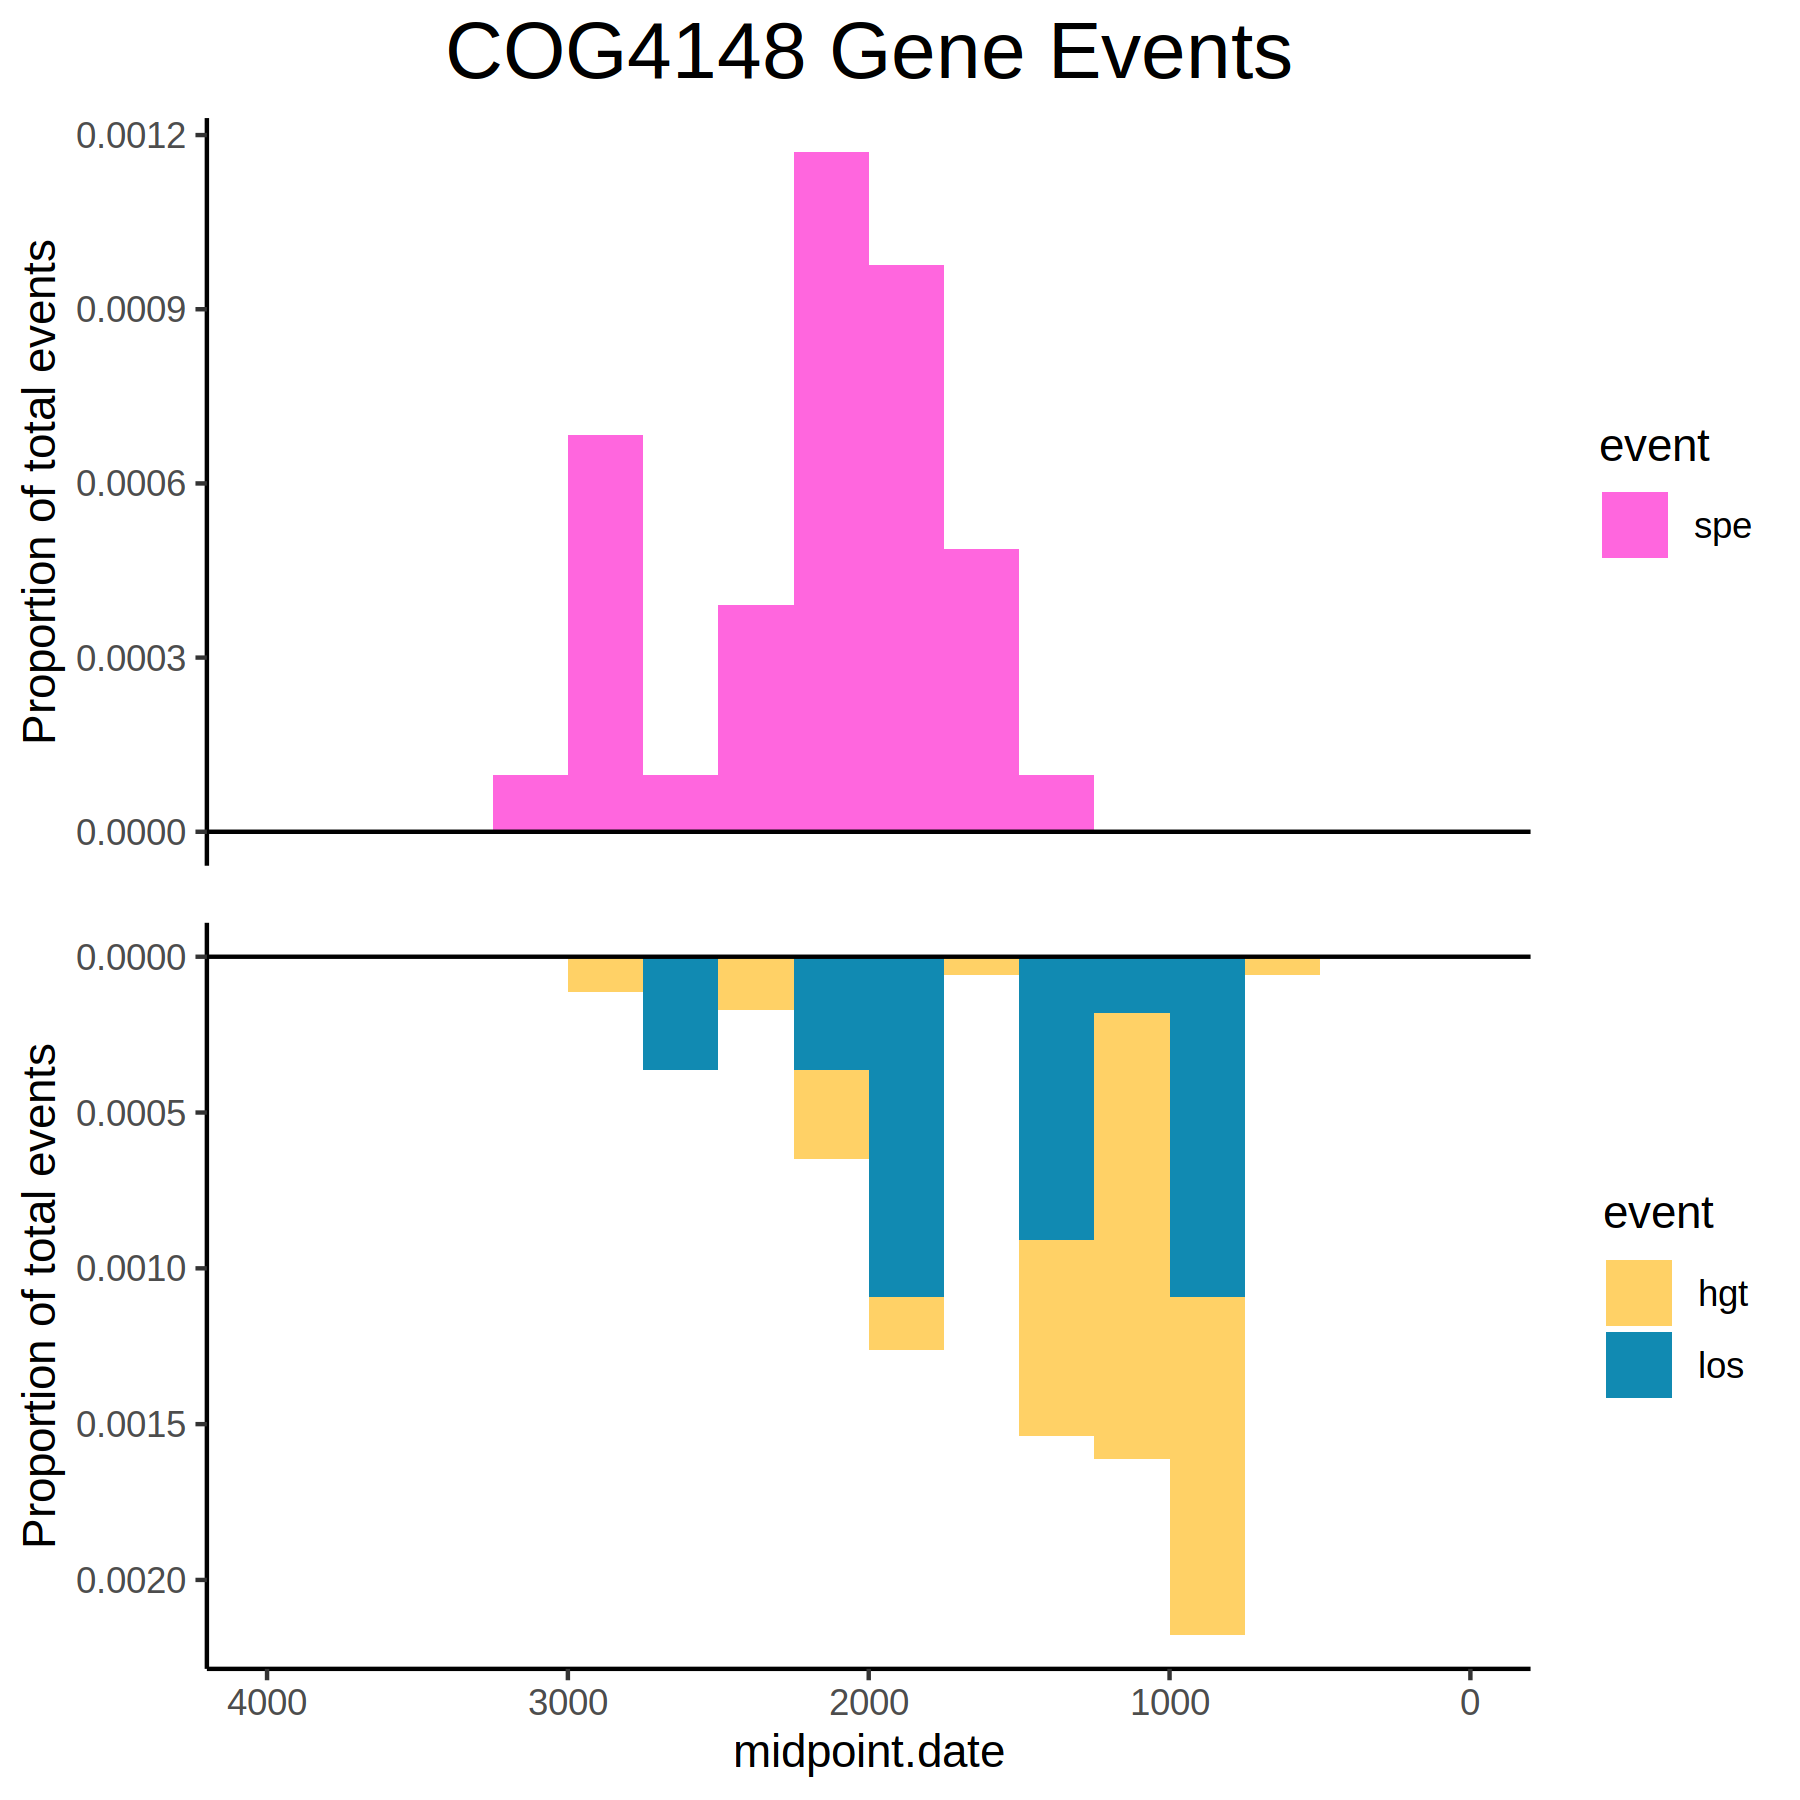 COG4148 Gene Events
0.0012
0.0009
0.0006
0.0003
0.0000
Proportion of total events
event
spe
0.0000
0.0005
0.0010
0.0015
0.0020
Proportion of total events
event
hgt
los
4000 3000 2000 1000 0
midpoint.date